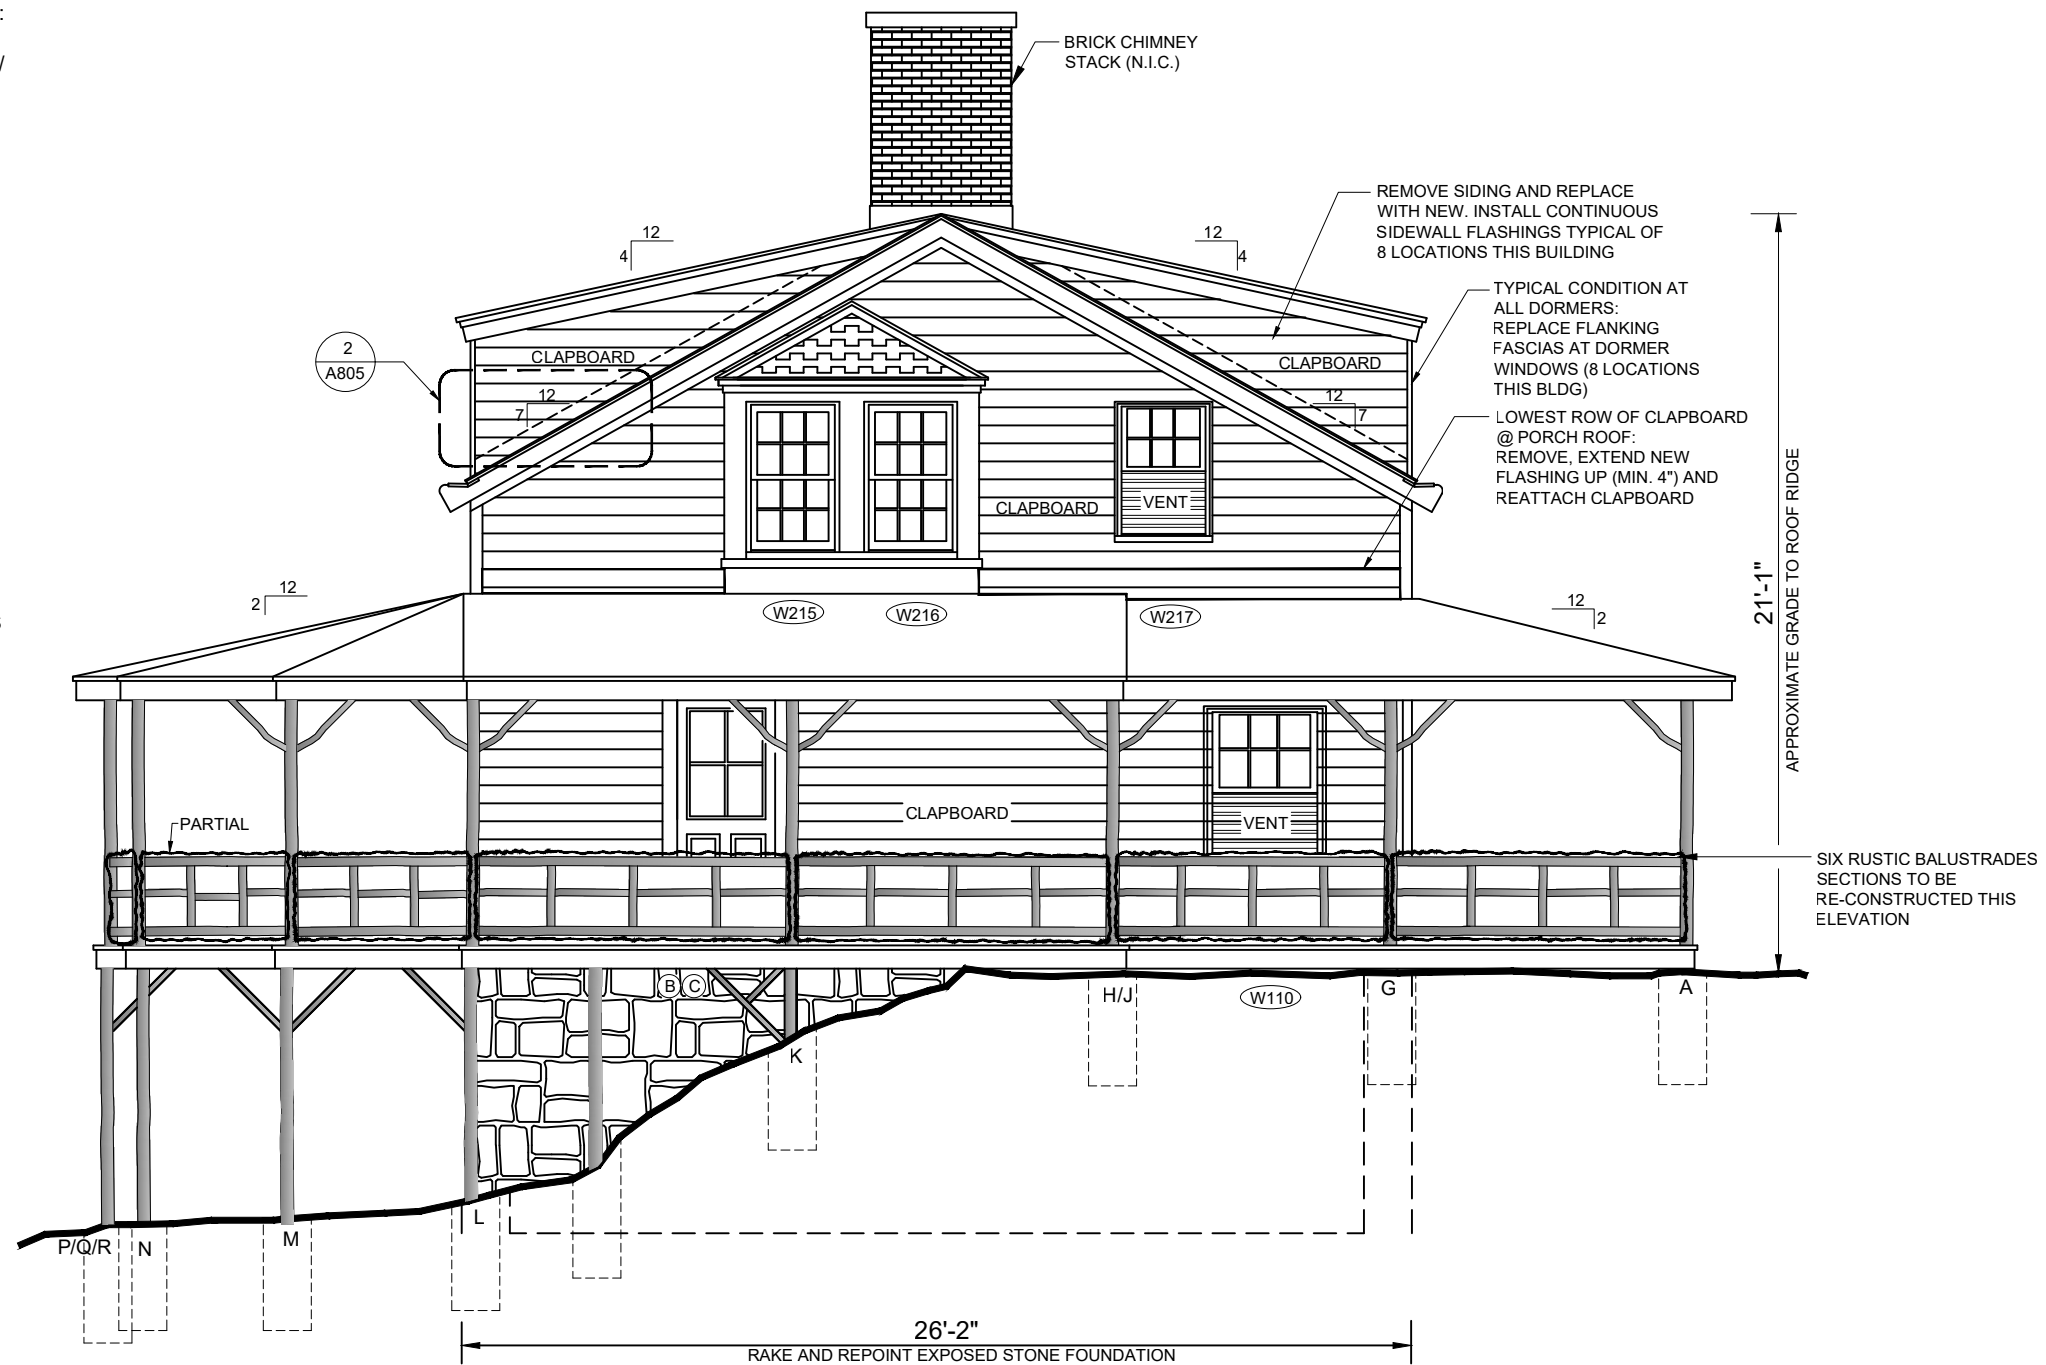 :
/
BRICK CHIMNEY
STACK (N.I.C.)
REMOVE SIDING AND REPLACE
WITH NEW. INSTALL CONTINUOUS
SIDEWALL FLASHINGS TYPICAL OF
8 LOCATIONS THIS BUILDING
12
4
12
4
TYPICAL CONDITION AT
ALL DORMERS:
REPLACE FLANKING
FASCIAS AT DORMER
WINDOWS (8 LOCATIONS
THIS BLDG)
2
A805
CLAPBOARD
CLAPBOARD
12
7
12
7
LOWEST ROW OF CLAPBOARD
@ PORCH ROOF:
REMOVE, EXTEND NEW
FLASHING UP (MIN. 4") AND
REATTACH CLAPBOARD
CLAPBOARD
VENT
21'-1"
APPROXIMATE GRADE TO ROOF RIDGE
12
2
W215
W216
W217
12
2
PARTIAL
CLAPBOARD
VENT
SIX RUSTIC BALUSTRADES
SECTIONS TO BE
RE-CONSTRUCTED THIS
ELEVATION
B
C
H/J
W110
G
A
K
L
M
N
P/Q/R
26'-2"
RAKE AND REPOINT EXPOSED STONE FOUNDATION